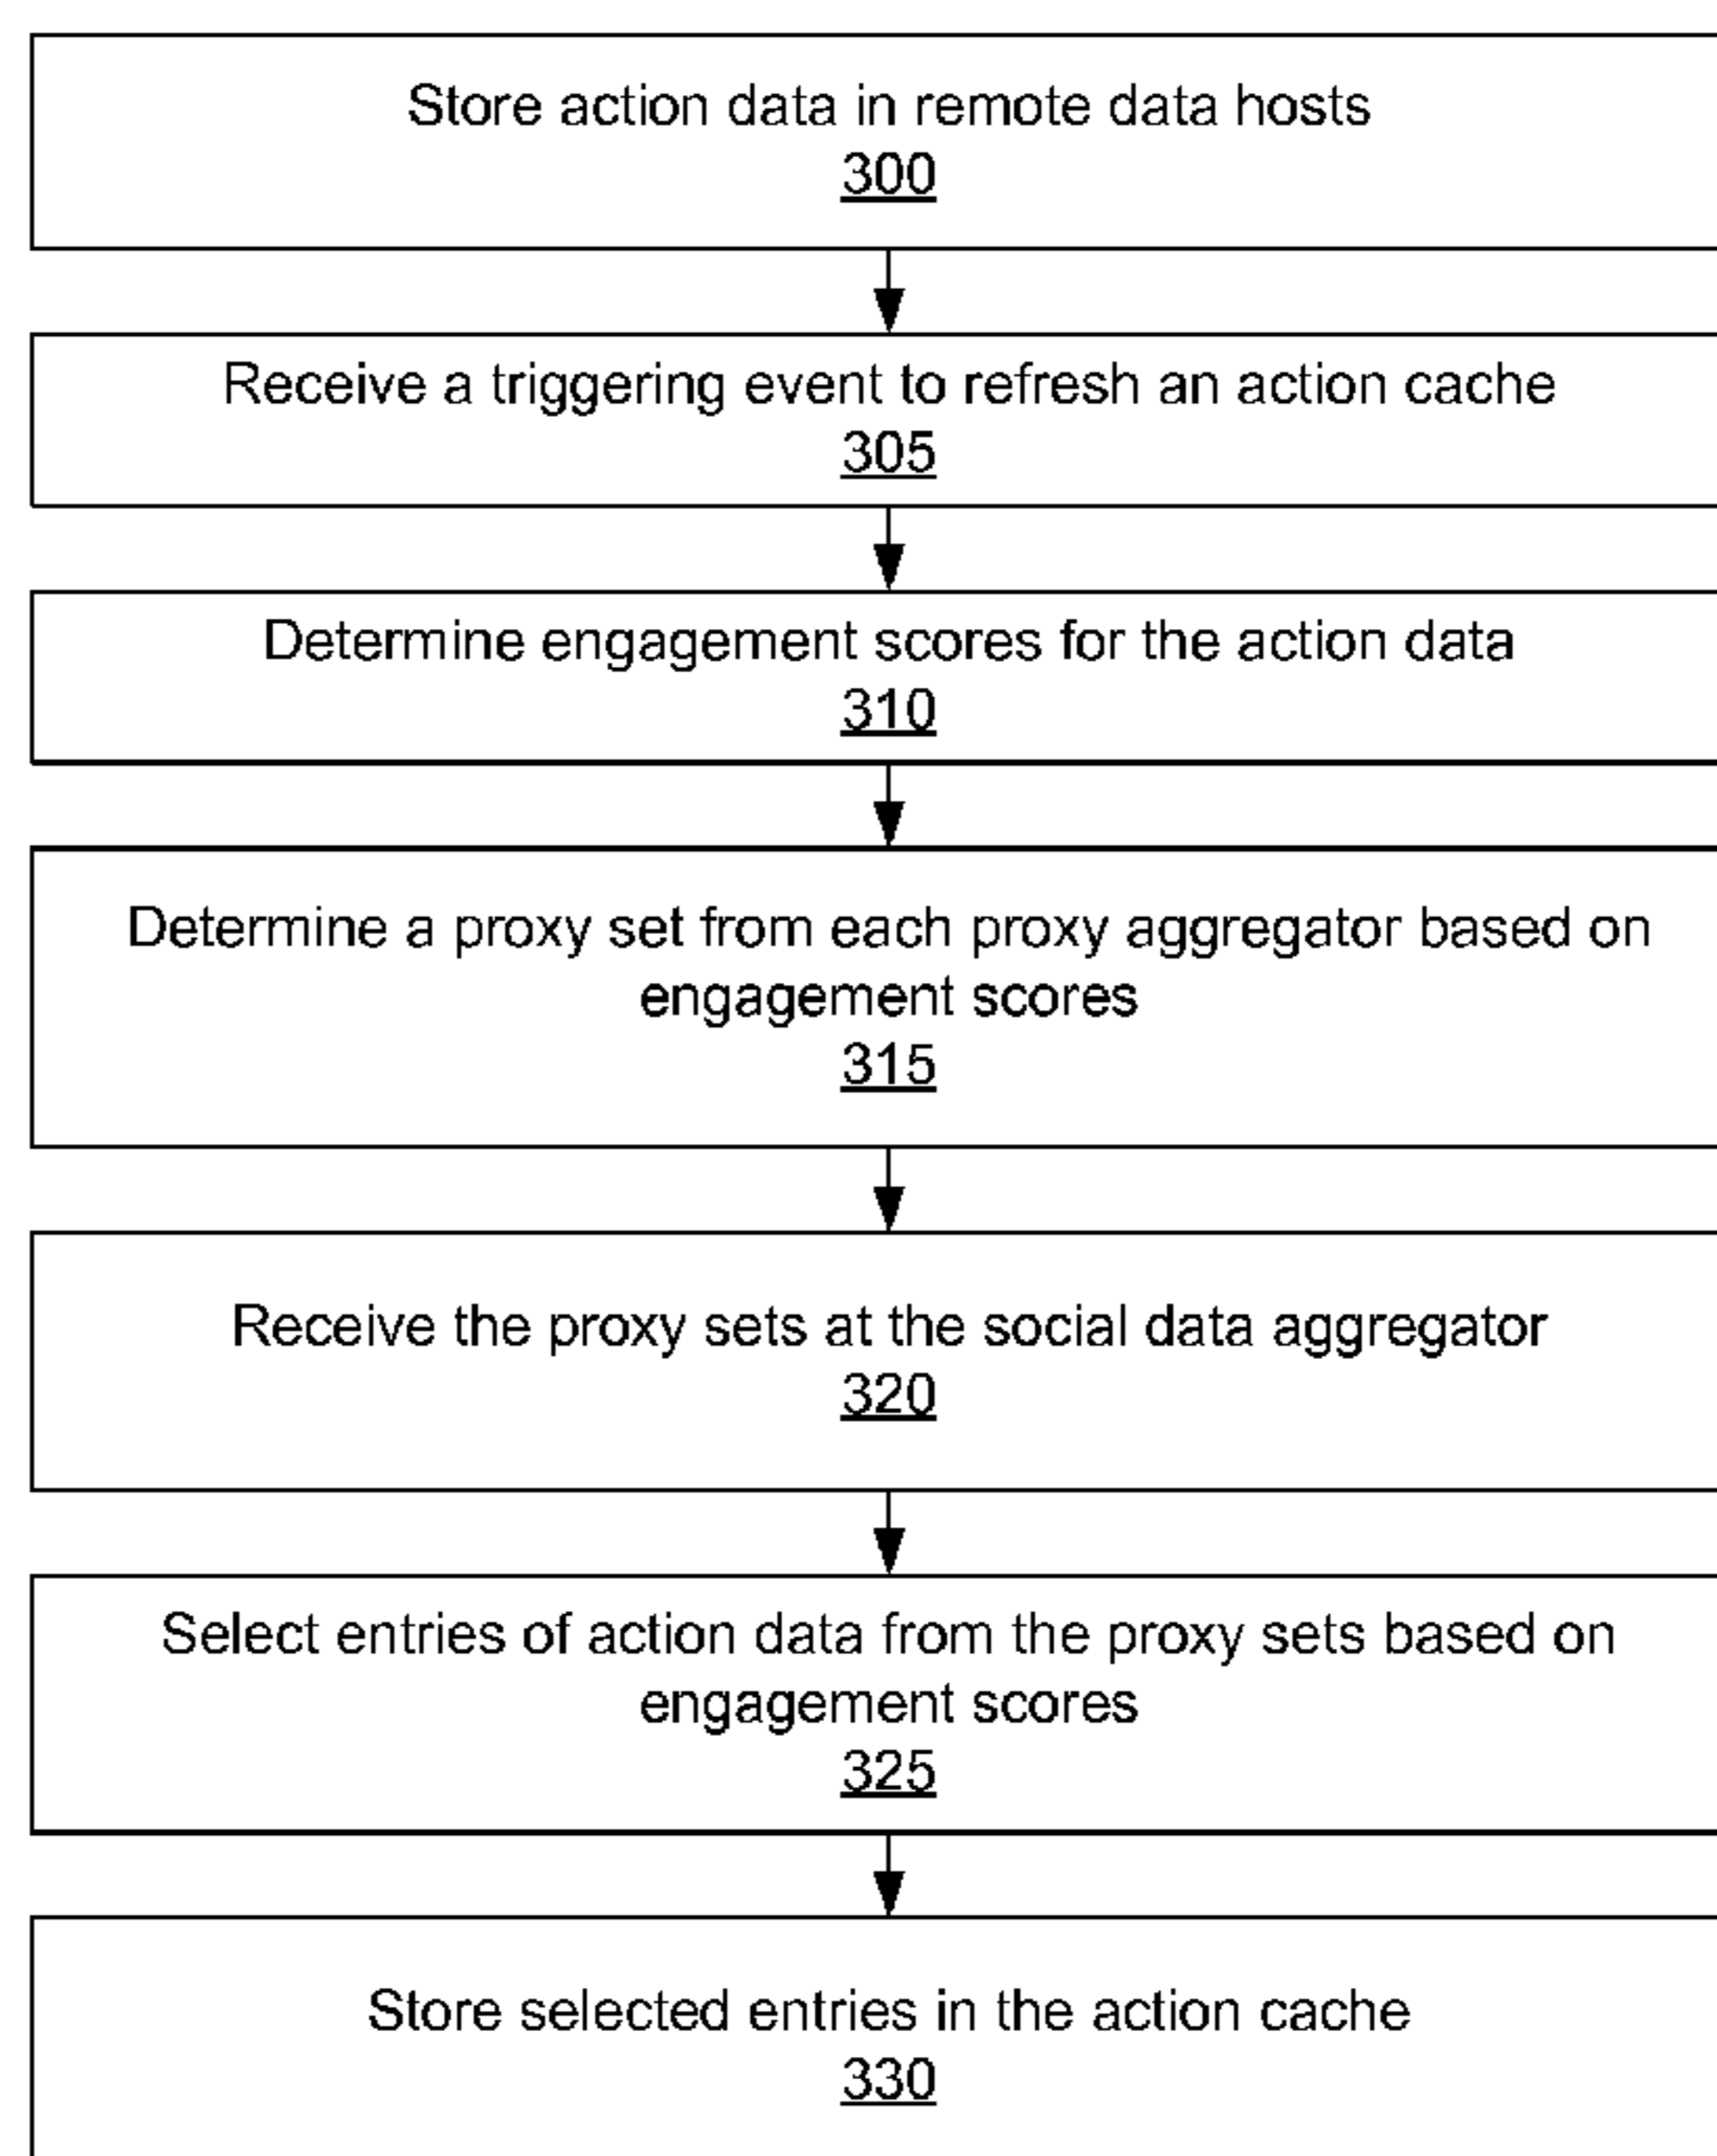 Store action data in remote data hosts
300
Receive a triggering event to refresh an action cache
305
Determine engagement scores for the action data
310
Determine a proxy set from each proxy aggregator based on
engagement scores
315
Receive the proxy sets at the social data aggregator
320
Select entries of action data from the proxy sets based on
engagement scores
325
Store selected entries in the action cache
330